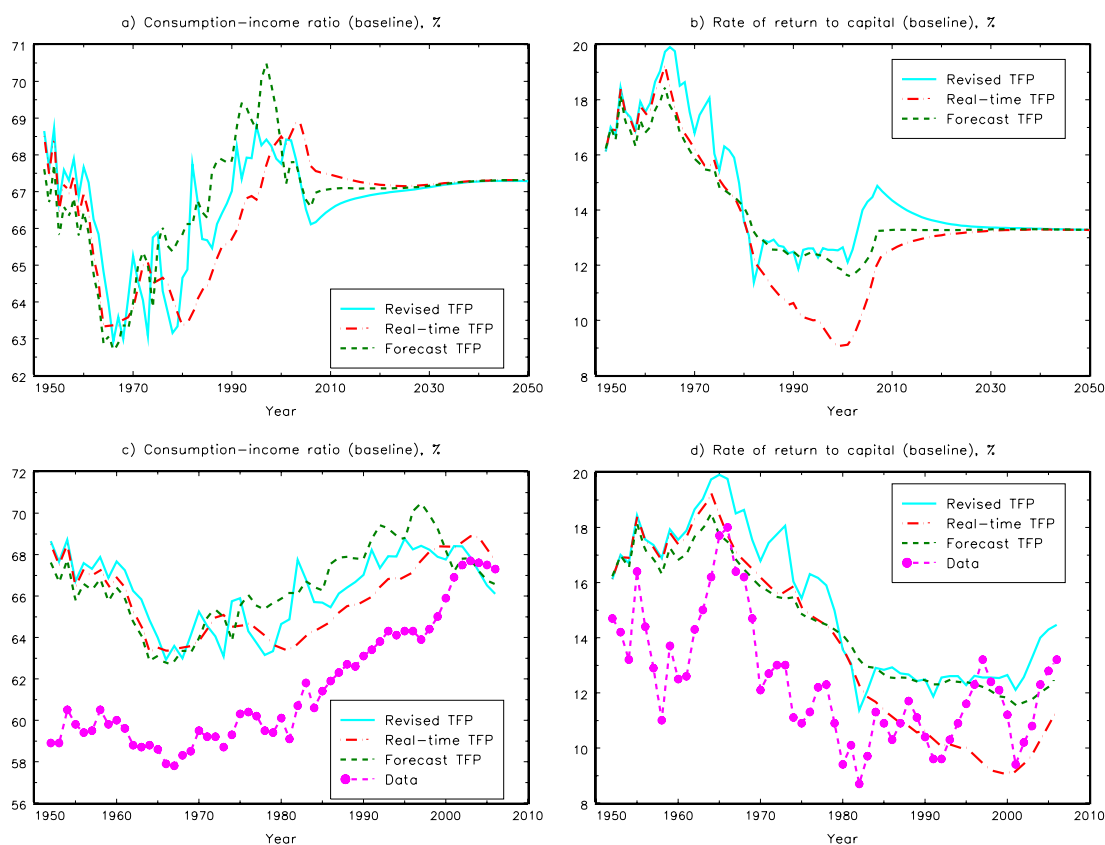 a) Consumption-income ratio (baseline), %
71
70
69
68
67
66
65
64
63
62
1950
1970
1990
2010
2030
2050
Year
Revised TFP
Real-time TFP
Forecast TFP
b) Rate of return to capital (baseline), %
20
18
16
14
12
10
8
1950
1970
1990
2010
2030
2050
Year
Revised TFP
Real-time TFP
Forecast TFP
c) Consumption-income ratio (baseline), %
72
70
68
66
64
62
60
58
56
1950
1960
1970
1980
1990
2000
2010
Year
Revised TFP
Real-time TFP
Forecast TFP
Data
d) Rate of return to capital (baseline), %
20
18
16
14
12
10
8
1950
1960
1970
1980
1990
2000
2010
Year
Revised TFP
Real-time TFP
Forecast TFP
Data